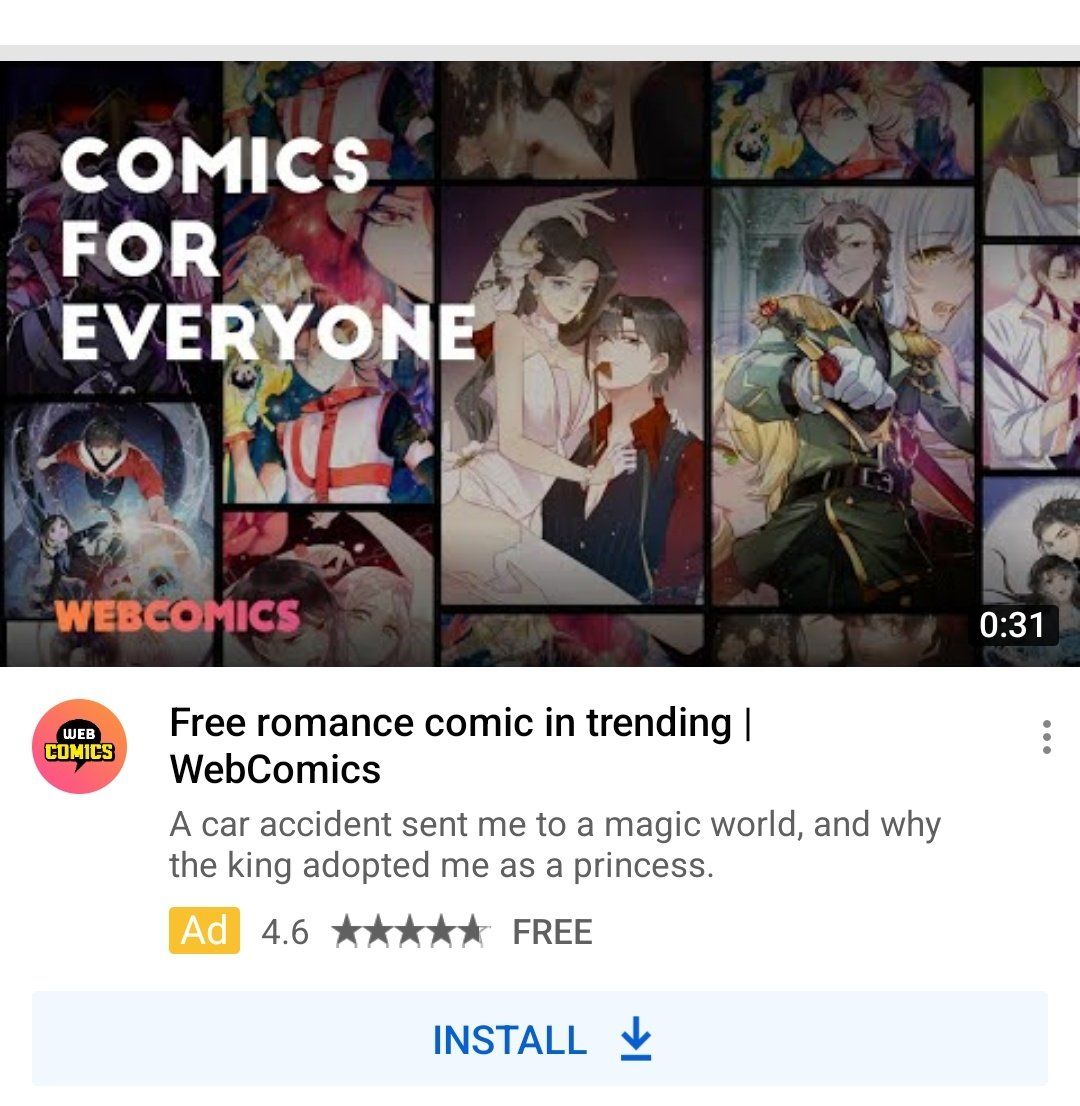 COMICS
FOR
EVERYONE
WEBCOMICS
0:31
WEB
COMICS
Free romance comic in trending |
WebComics
A car accident sent me to a magic world, and why
the king adopted me as a princess.
Ad 4.6 FREE
INSTALL